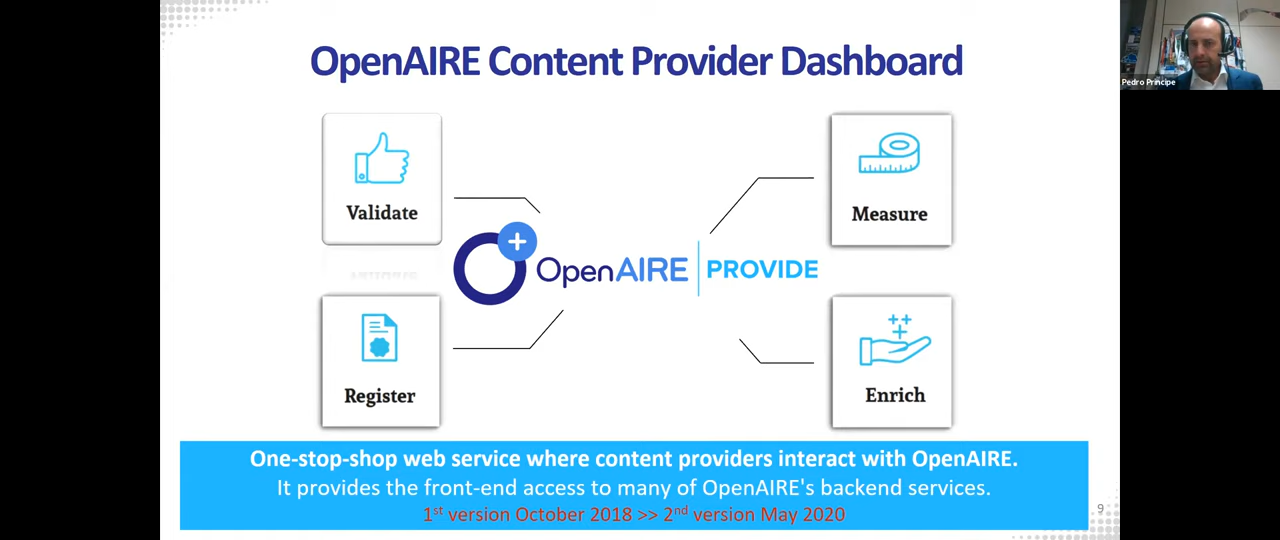 OpenAIRE Content Provider Dashboard
Pedro Príncipe
Validate
Measure
+
OpenAIRE | PROVIDE
Register
Enrich
One-stop-shop web service where content providers interact with OpenAIRE.
It provides the front-end access to many of OpenAIRE's backend services.
1st version October 2018 >> 2nd version May 2020
9